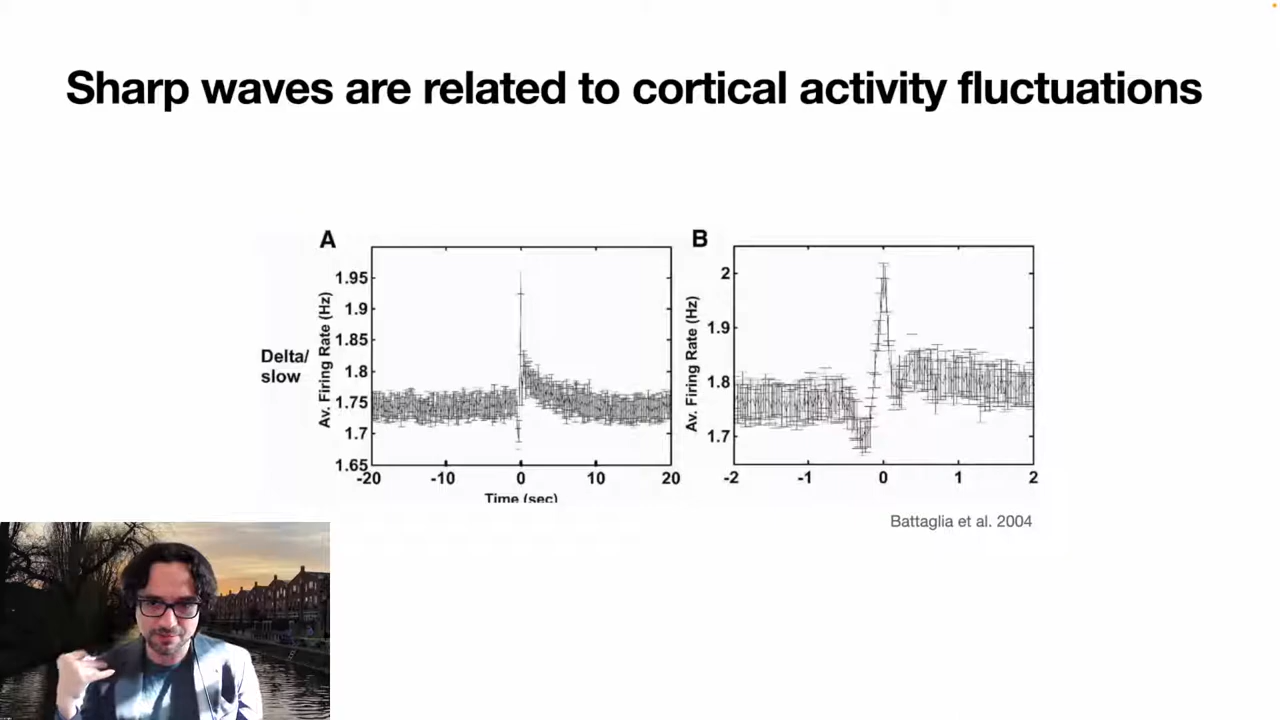 Sharp waves are related to cortical activity fluctuations
A
B
Delta/
slow
Av. Firing Rate (Hz)
1.95
1.9
1.85
1.8
1.75
1.7
1.65
-20
-10
0
10
20
Time (sec)
Av. Firing Rate (Hz)
2
1.9
1.8
1.7
-2
-1
0
1
2
Battaglia et al. 2004